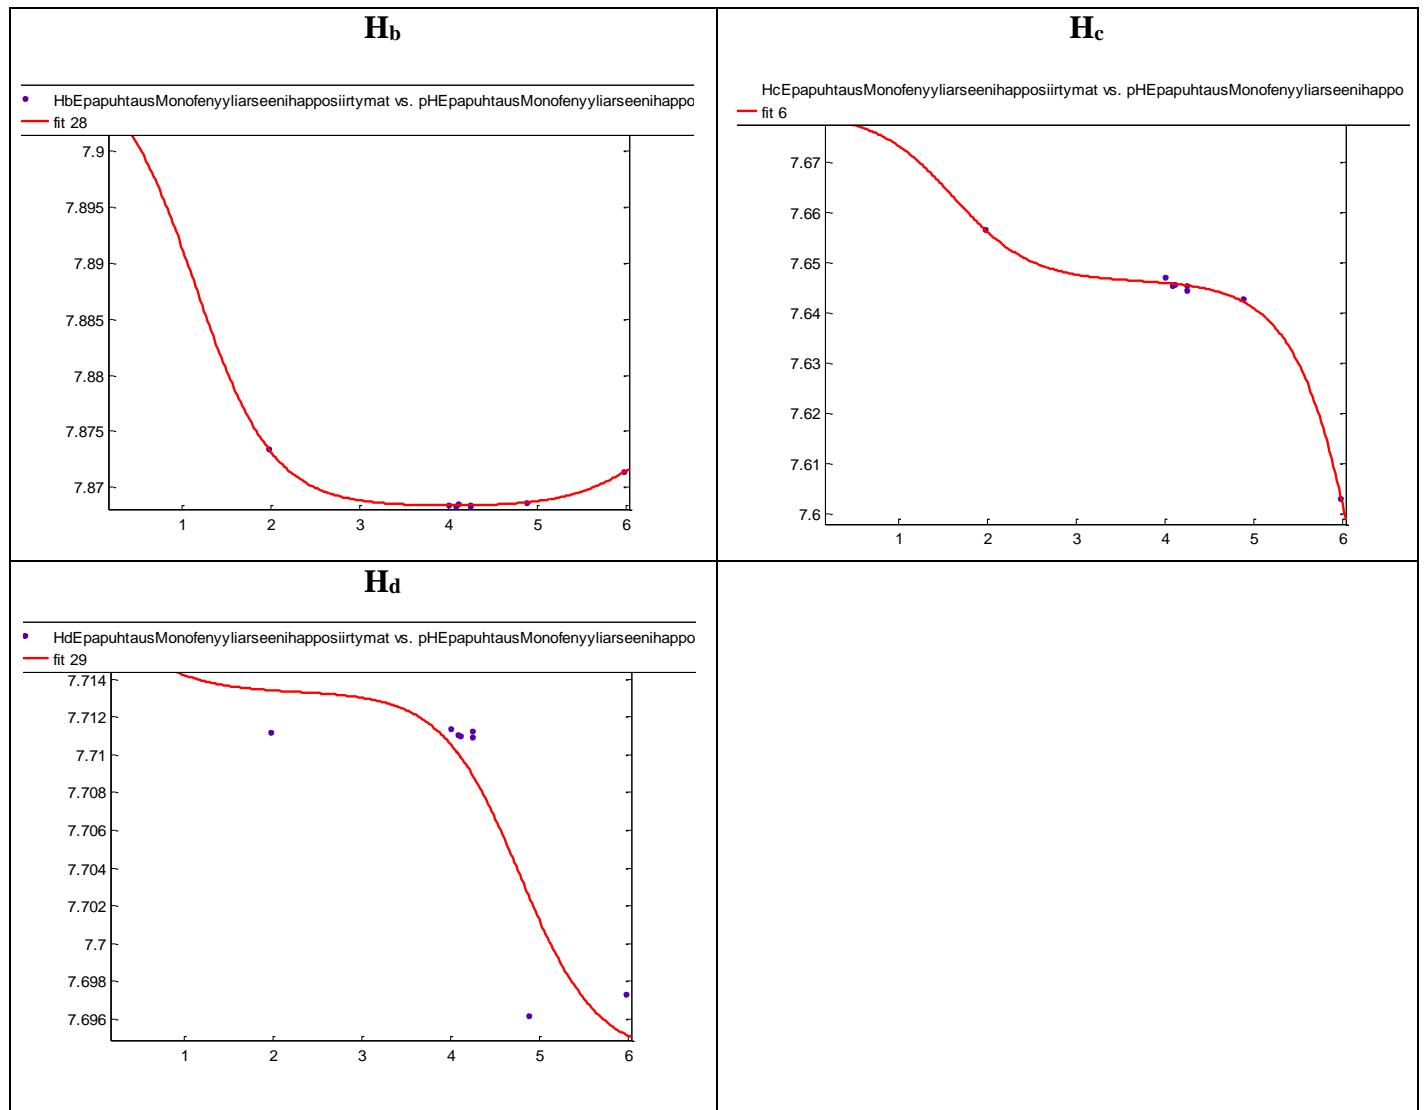 Hb
HbEpapuhtausMonofenyyliarseenihapposiirtymat vs. pHEpapuhtausMonofenyyliarseenihappo
fit 28
7.9
7.895
7.89
7.885
7.88
7.875
7.87
1 2 3 4 5 6
Hc
HcEpapuhtausMonofenyyliarseenihapposiirtymat vs. pHEpapuhtausMonofenyyliarseenihappo
fit 6
7.67
7.66
7.65
7.64
7.63
7.62
7.61
7.6
1 2 3 4 5 6
Hd
HdEpapuhtausMonofenyyliarseenihapposiirtymat vs. pHEpapuhtausMonofenyyliarseenihappo
fit 29
7.714
7.712
7.71
7.708
7.706
7.704
7.702
7.7
7.698
7.696
1 2 3 4 5 6